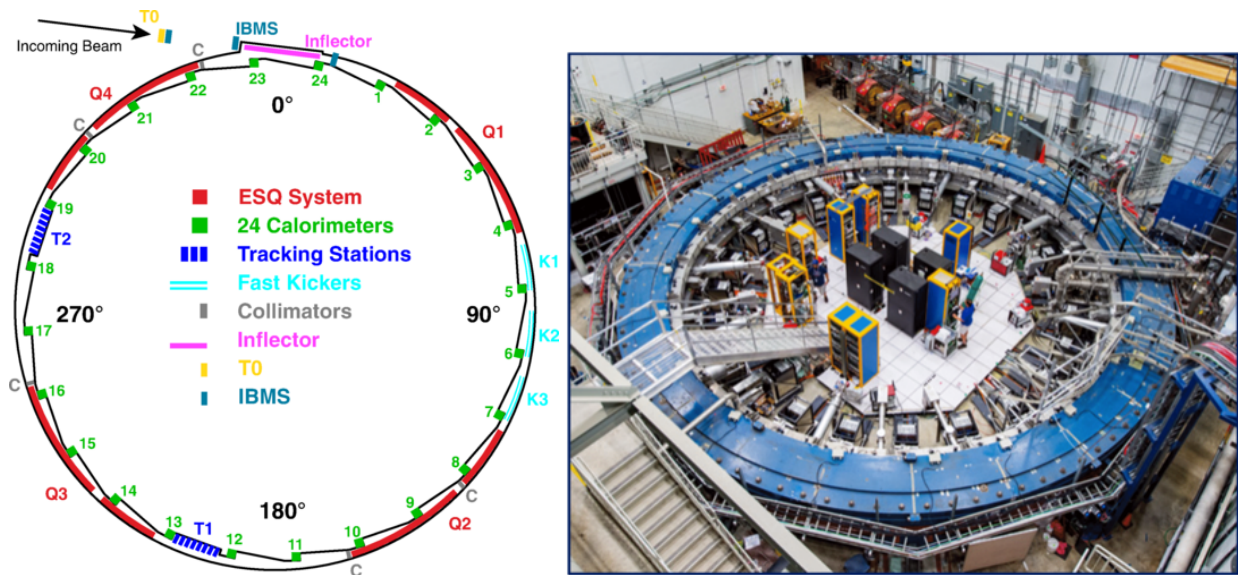 T0
Incoming Beam
IBMS
Inflector
C
23
24
22
0°
1
Q4
21
2
Q1
C
20
3
19
ESQ System
4
24 Calorimeters
T2
Tracking Stations
K1
18
Fast Kickers
5
270°
Collimators
90°
17
Inflector
K2
6
T0
C
16
IBMS
K3
7
15
8
C
Q3
14
9
Q2
13
T1
180°
12
11
10
C